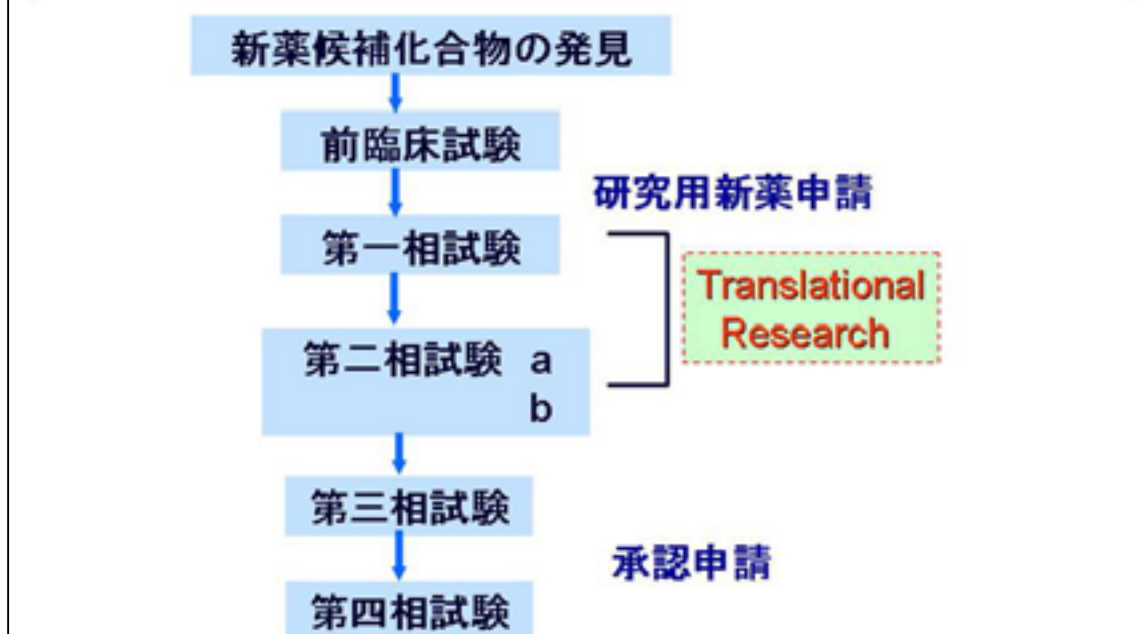 新薬候補化合物の発見
前臨床試験
研究用新薬申請
第一相試験
Translational
Research
第二相試験 a
b
第三相試験
承認申請
第四相試験